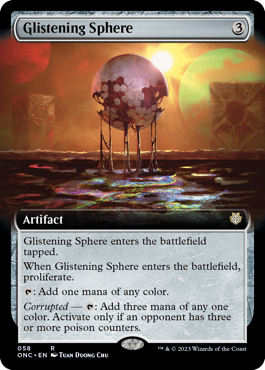 Glistening Sphere 3
Artifact
Glistening Sphere enters the battlefield
tapped.
When Glistening Sphere enters the battlefield,
proliferate.
: Add one mana of any color.
Corrupted — : Add three mana of any one
color. Activate only if an opponent has three
or more poison counters.
058 R
ONC • EN Tuan Duong Chu
™ & © 2023 Wizards of the Coast